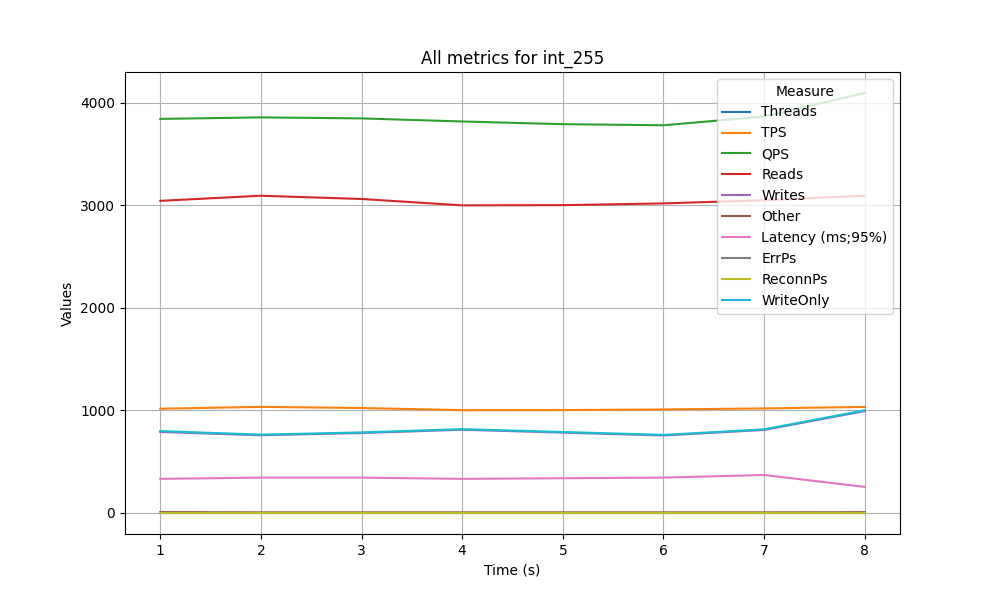 All metrics for int_255
Values
4000
3000
2000
1000
0
Measure
Threads
TPS
QPS
Reads
Writes
Other
Latency (ms;95%)
ErrPs
ReconnPs
WriteOnly
1 2 3 4 5 6 7 8
Time (s)